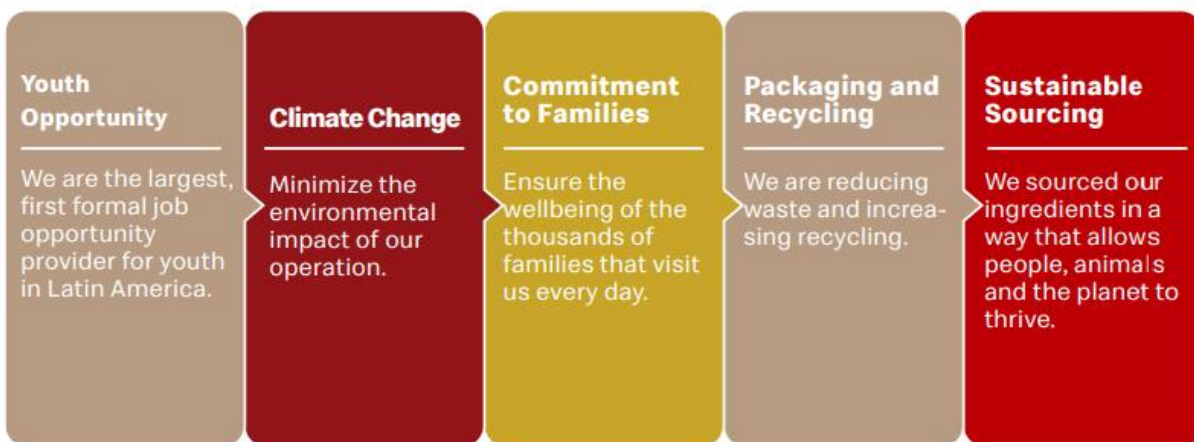 Youth
Opportunity
We are the largest,
first formal job
opportunity
provider for youth
in Latin America.
Climate Change
Minimize the
environmental
impact of our
operation.
Commitment
to Families
Ensure the
wellbeing of the
thousands of
families that visit
us every day.
Packaging and
Recycling
We are reducing
waste and increa-
sing recycling.
Sustainable
Sourcing
We sourced our
ingredients in a
way that allows
people, animals
and the planet to
thrive.